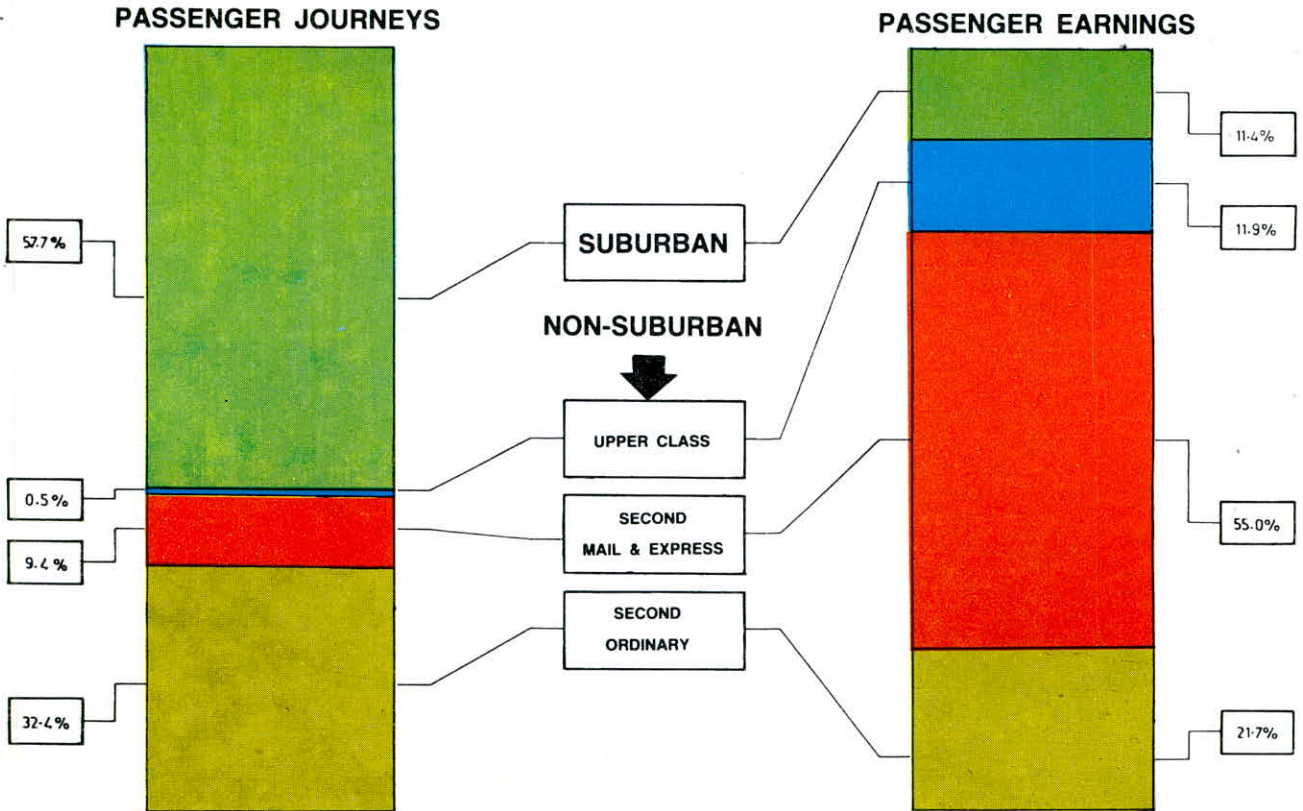 PASSENGER JOURNEYS
PASSENGER EARNINGS
57.7%
0.5%
9.4%
32.4%
SUBURBAN
NON-SUBURBAN
UPPER CLASS
SECOND
MAIL & EXPRESS
SECOND
ORDINARY
11.4%
11.9%
55.0%
21.7%